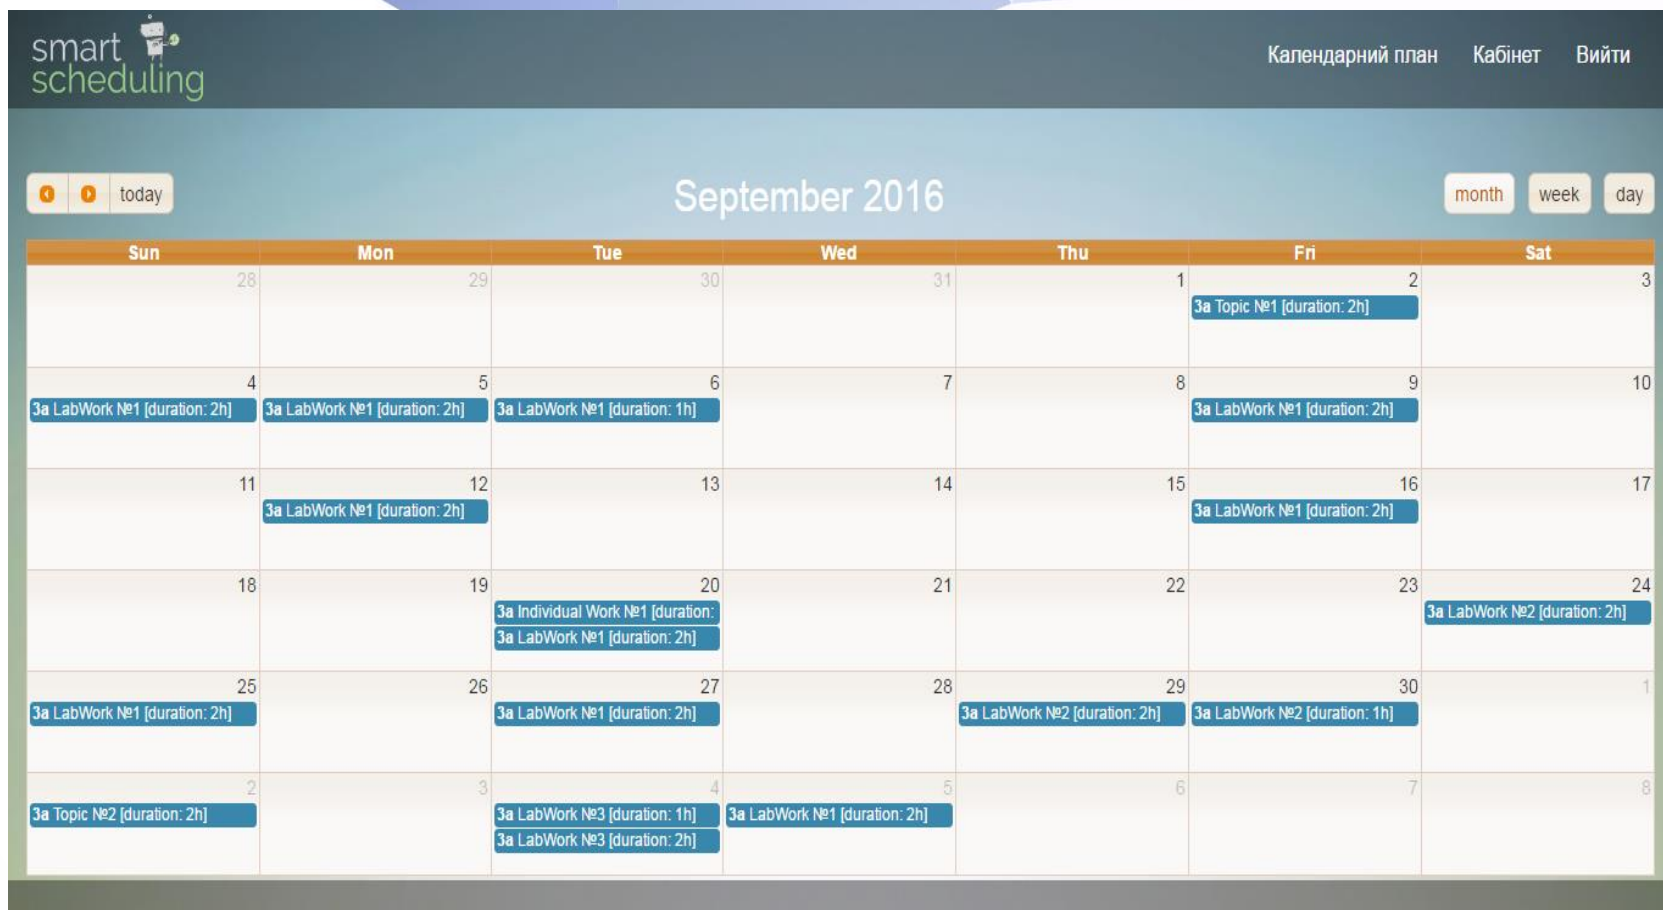 smart
scheduling
Календарний план Кабінет Вийти
today
September 2016
month week day
Sun Mon Tue Wed Thu Fri Sat
28 29 30 31 1 2 3
3a Topic №1 [duration: 2h]
4 5 6 7 8 9 10
3a LabWork №1 [duration: 2h] 3a LabWork №1 [duration: 2h] 3a LabWork №1 [duration: 1h] 3a LabWork №1 [duration: 2h]
11 12 13 14 15 16 17
3a LabWork №1 [duration: 2h] 3a LabWork №1 [duration: 2h]
18 19 20 21 22 23 24
3a Individual Work №1 [duration: 3a LabWork №2 [duration: 2h]
3a LabWork №1 [duration: 2h]
25 26 27 28 29 30 1
3a LabWork №1 [duration: 2h] 3a LabWork №1 [duration: 2h] 3a LabWork №2 [duration: 2h] 3a LabWork №2 [duration: 1h]
2 3 4 5 6 7 8
3a Topic №2 [duration: 2h] 3a LabWork №3 [duration: 1h] 3a LabWork №1 [duration: 2h]
3a LabWork №3 [duration: 2h]